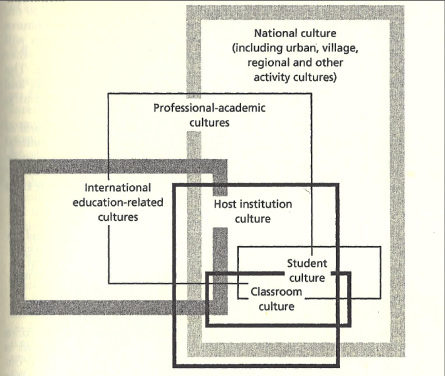 National culture
(including urban, village,
regional and other
activity cultures)
Professional-academic
cultures
International
education-related
cultures
Host institution
culture
Student
culture
Classroom
culture